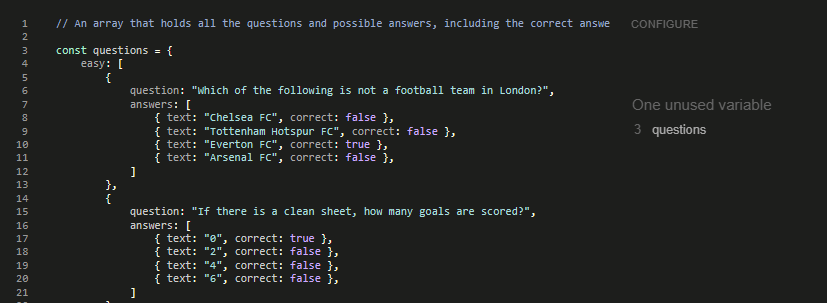 1 // An array that holds all the questions and possible answers, including the correct answe
2
3 const questions = {
4 easy: [
5 {
6 question: "Which of the following is not a football team in London?",
7 answers: [
8 { text: "Chelsea FC", correct: false },
9 { text: "Tottenham Hotspur FC", correct: false },
10 { text: "Everton FC", correct: true },
11 { text: "Arsenal FC", correct: false },
12 ]
13 },
14 {
15 question: "If there is a clean sheet, how many goals are scored?",
16 answers: [
17 { text: "0", correct: true },
18 { text: "2", correct: false },
19 { text: "4", correct: false },
20 { text: "6", correct: false },
21 ]
CONFIGURE
One unused variable
3 questions